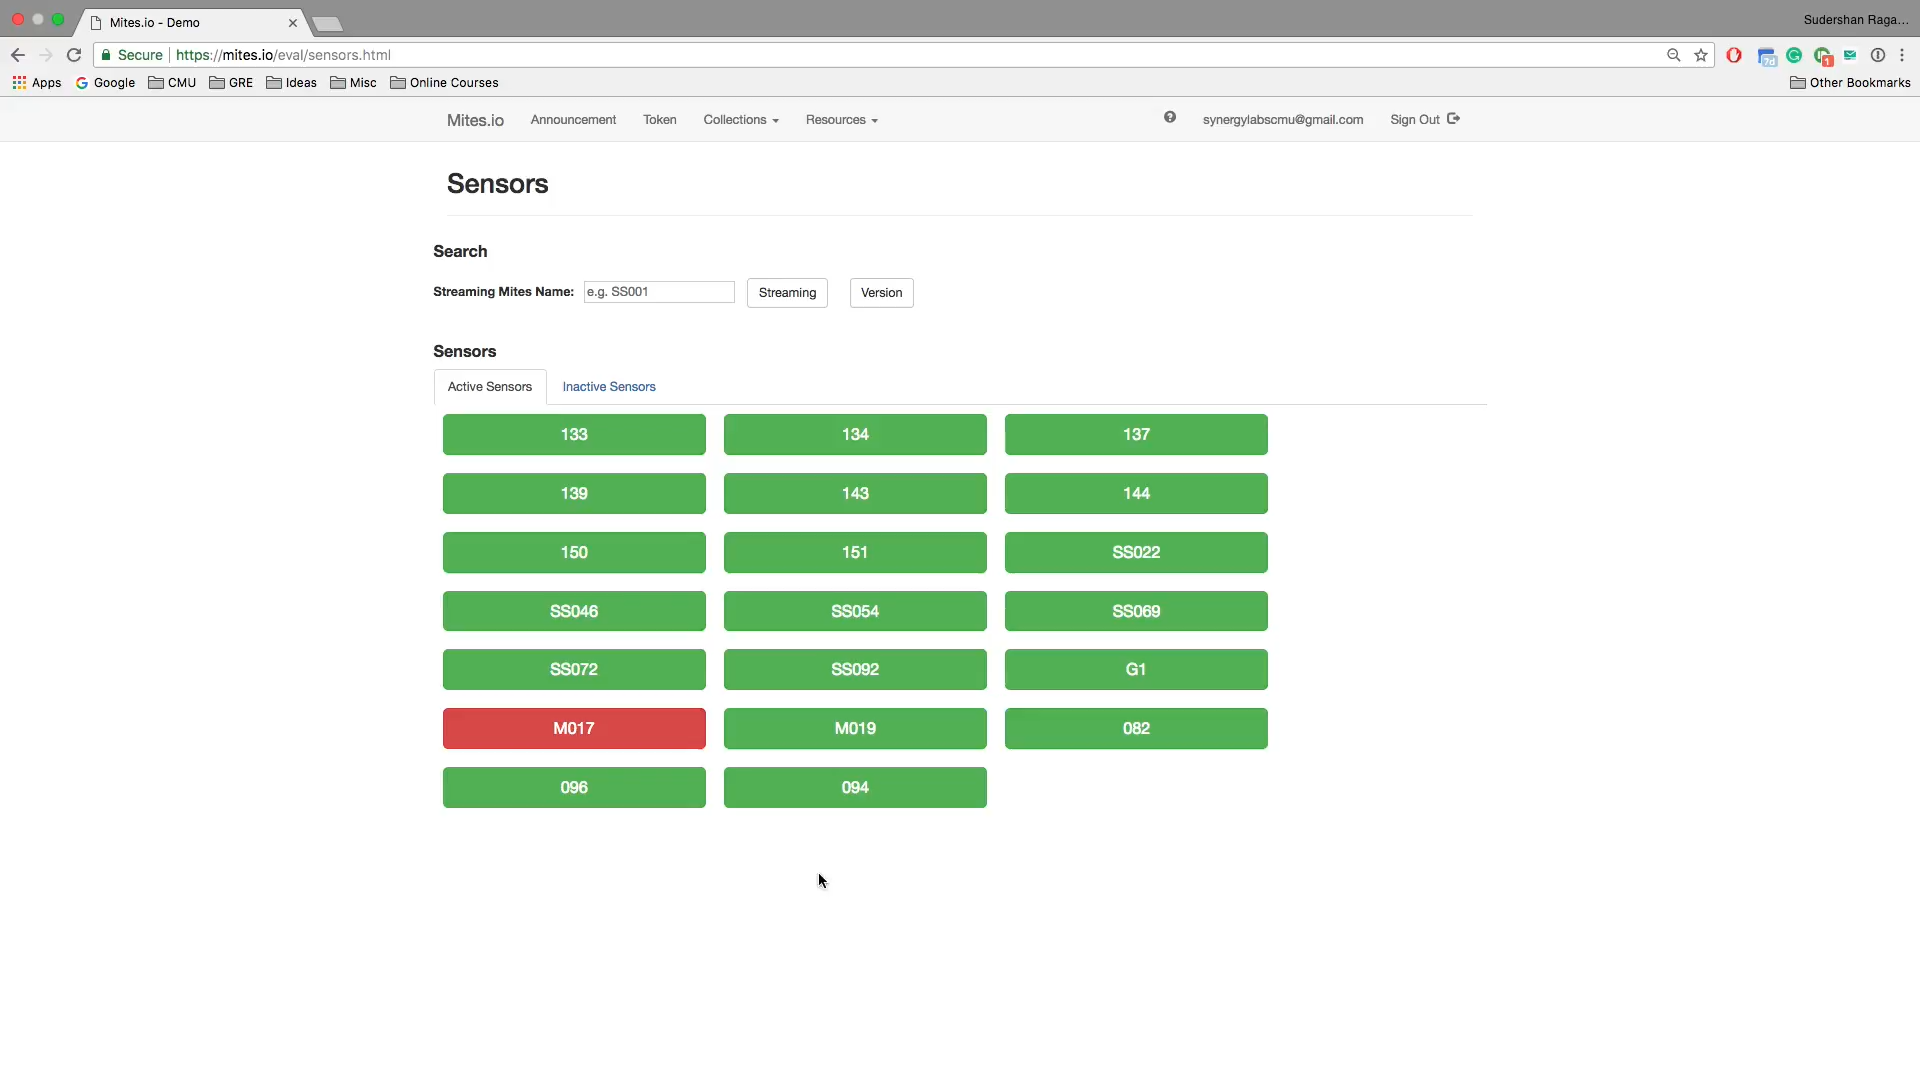 Mites.io - Demo
Sudershan Raga...
Secure https://mites.io/eval/sensors.html
7d
1
Apps Google CMU GRE Ideas Misc Online Courses Other Bookmarks
Mites.io Announcement Token Collections Resources synergylabscmu@gmail.com Sign Out
Sensors
Search
Streaming Mites Name: e.g. SS001 Streaming Version
Sensors
Active Sensors Inactive Sensors
133 134 137
139 143 144
150 151 SS022
SS046 SS054 SS069
SS072 SS092 G1
M017 M019 082
096 094